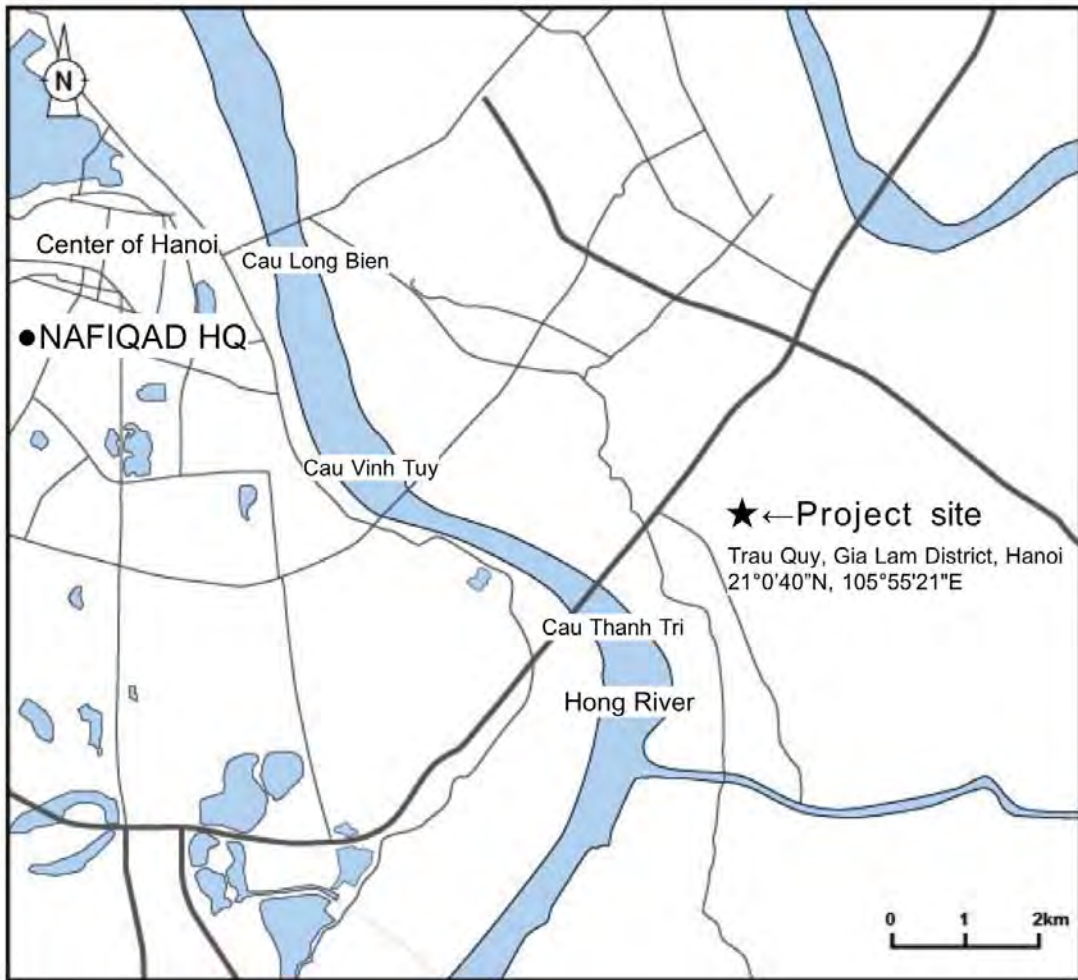 N
Center of Hanoi
Cau Long Bien
●NAFIQAD HQ
Cau Vinh Tuy
★←Project site
Trau Quy, Gia Lam District, Hanoi
21°0'40"N, 105°55'21"E
Cau Thanh Tri
Hong River
0 1 2km